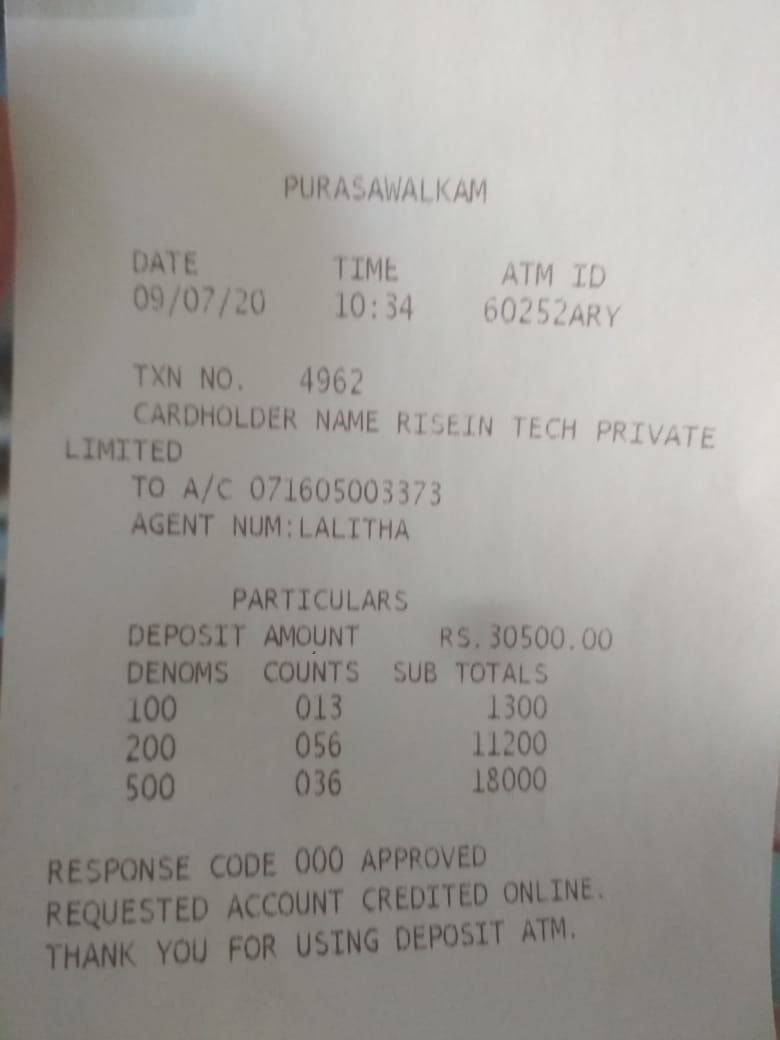 PURASAWALKAM
DATE TIME ATM ID
09/07/20 10:34 60252ARY
TXN NO. 4962
CARDHOLDER NAME RISEIN TECH PRIVATE
LIMITED
TO A/C 071605003373
AGENT NUM:LALITHA
PARTICULARS
DEPOSIT AMOUNT RS.30500.00
DENOMS COUNTS SUB TOTALS
100 013 1300
200 056 11200
500 036 18000
RESPONSE CODE 000 APPROVED
REQUESTED ACCOUNT CREDITED ONLINE.
THANK YOU FOR USING DEPOSIT ATM.